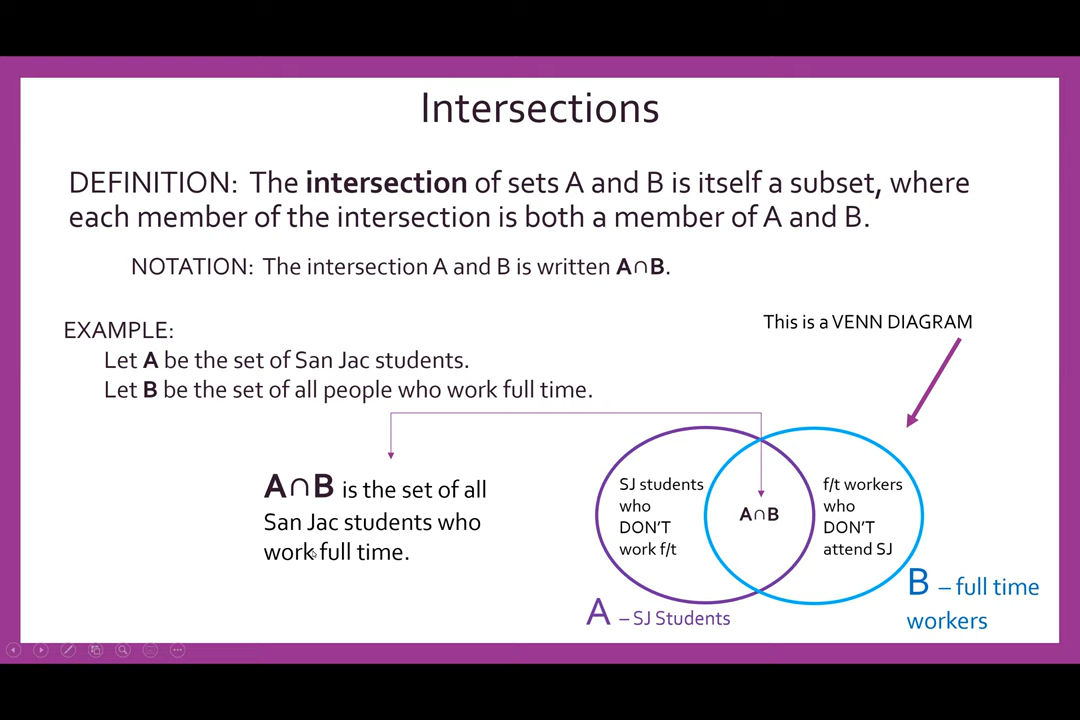 Intersections
DEFINITION: The intersection of sets A and B is itself a subset, where
each member of the intersection is both a member of A and B.
NOTATION: The intersection A and B is written A∩B.
EXAMPLE:
Let A be the set of San Jac students.
Let B be the set of all people who work full time.
This is a VENN DIAGRAM
A∩B is the set of all
San Jac students who
work full time.
SJ students
who
DON'T
work f/t
A∩B
f/t workers
who
DON'T
attend SJ
A – SJ Students
B – full time
workers